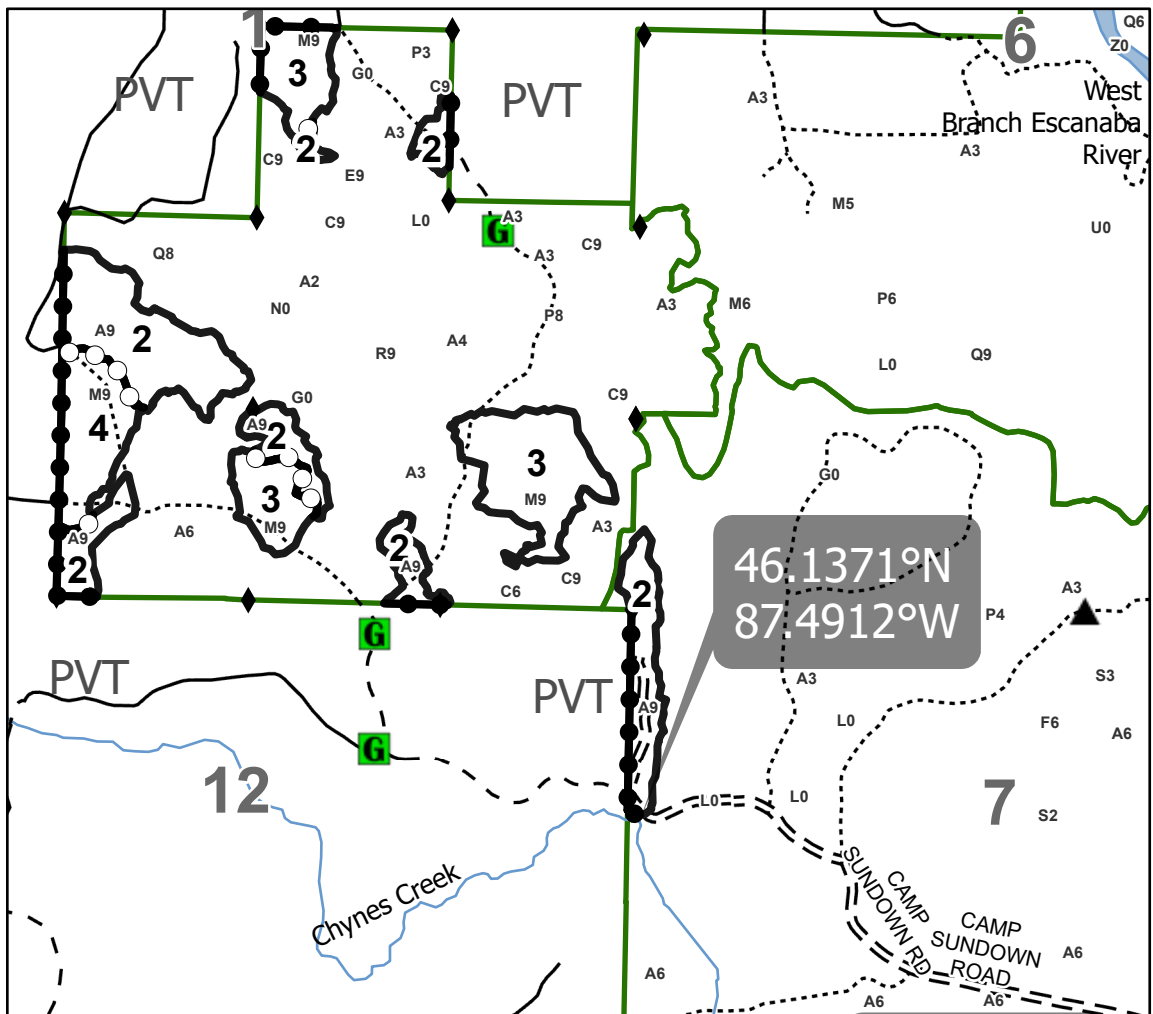 1
M9
P3
6
Q6
Z0
3
G0
C9
PVT
PVT
A3
West
Branch Escanaba
River
A3
2
2
A3
C9
E9
M5
U0
C9
L0
A3
G
C9
A3
Q8
A2
N0
P8
A3
M6
P6
A9
2
A4
R9
L0
Q9
M9
G0
C9
4
A9
2
3
A3
G0
3
M9
M9
A3
A6
A9
2
2
A9
C9
C6
2
46.1371°N
87.4912°W
A3
P4
G
PVT
PVT
A3
S3
A9
L0
F6
A6
G
12
L0
L0
7
S2
Chynes Creek
CAMP
SUNDOWN RD
CAMP
SUNDOWN
ROAD
A6
A6
A6
A6